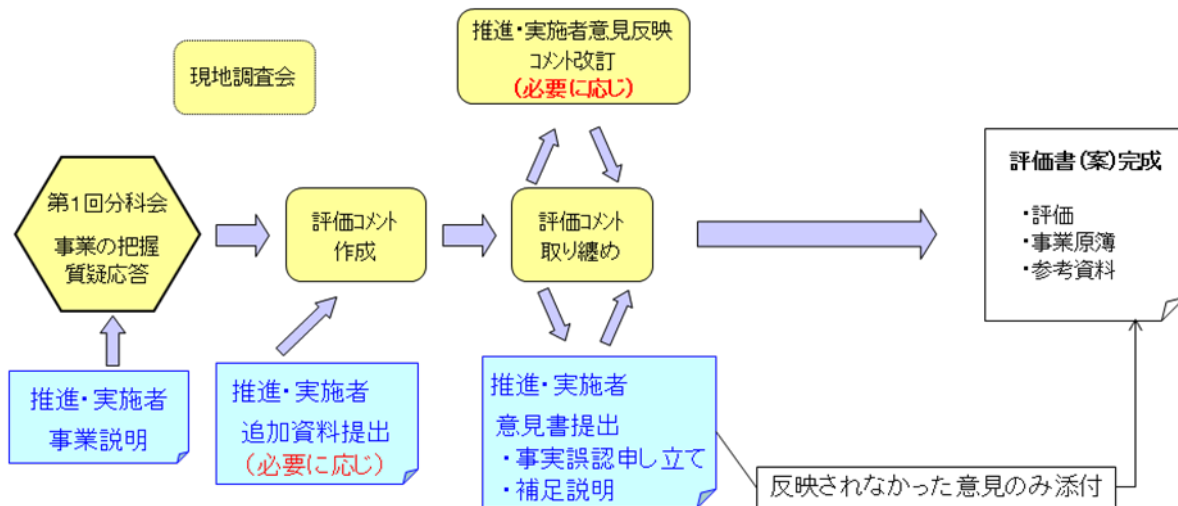 現地調査会
推進・実施者意見反映
コメント改訂
(必要に応じ)
第1回分科会
事業の把握
質疑応答
評価コメント
作成
評価コメント
取り纏め
評価書(案)完成
・評価
・事業原簿
・参考資料
推進・実施者
事業説明
推進・実施者
追加資料提出
(必要に応じ)
推進・実施者
意見書提出
・事実誤認申し立て
・補足説明
反映されなかった意見のみ添付